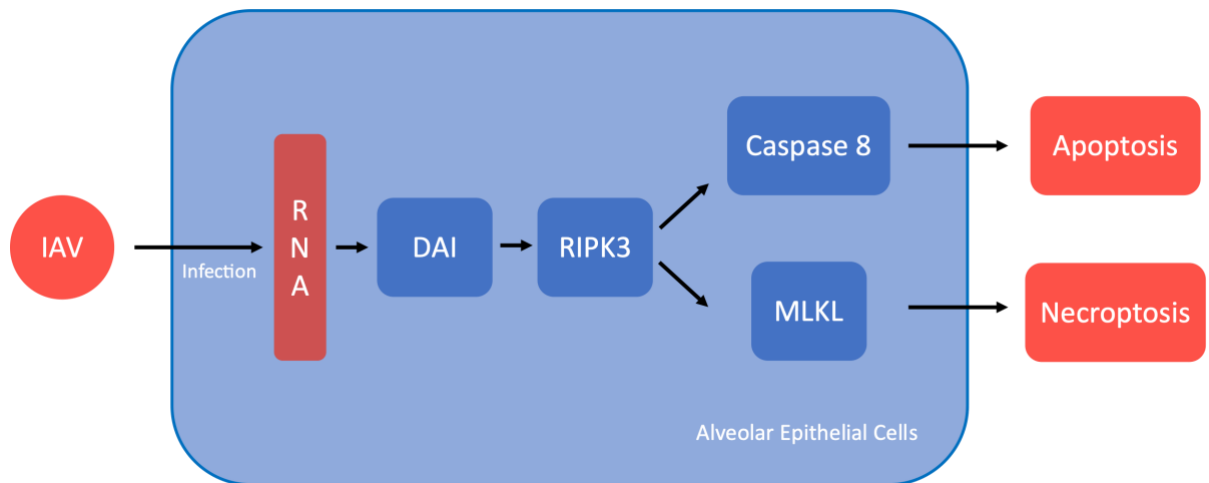 IAV
Infection
R
N
A
DAI
RIPK3
Caspase 8
MLKL
Apoptosis
Necroptosis
Alveolar Epithelial Cells